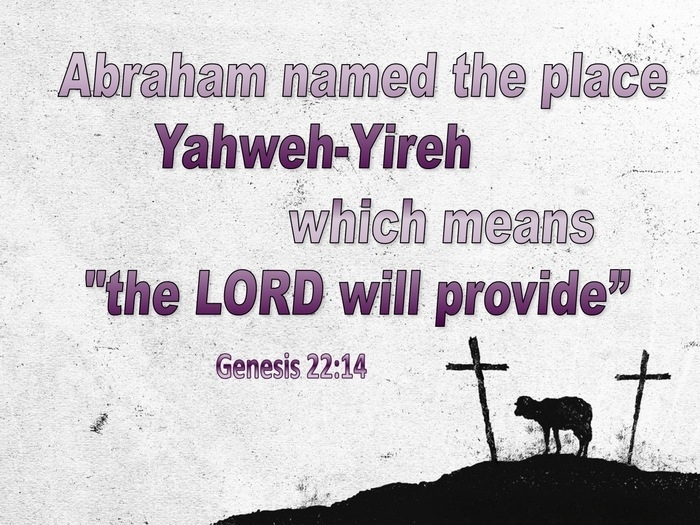 Abraham named the place
Yahweh-Yireh
which means
"the LORD will provide”
Genesis 22:14